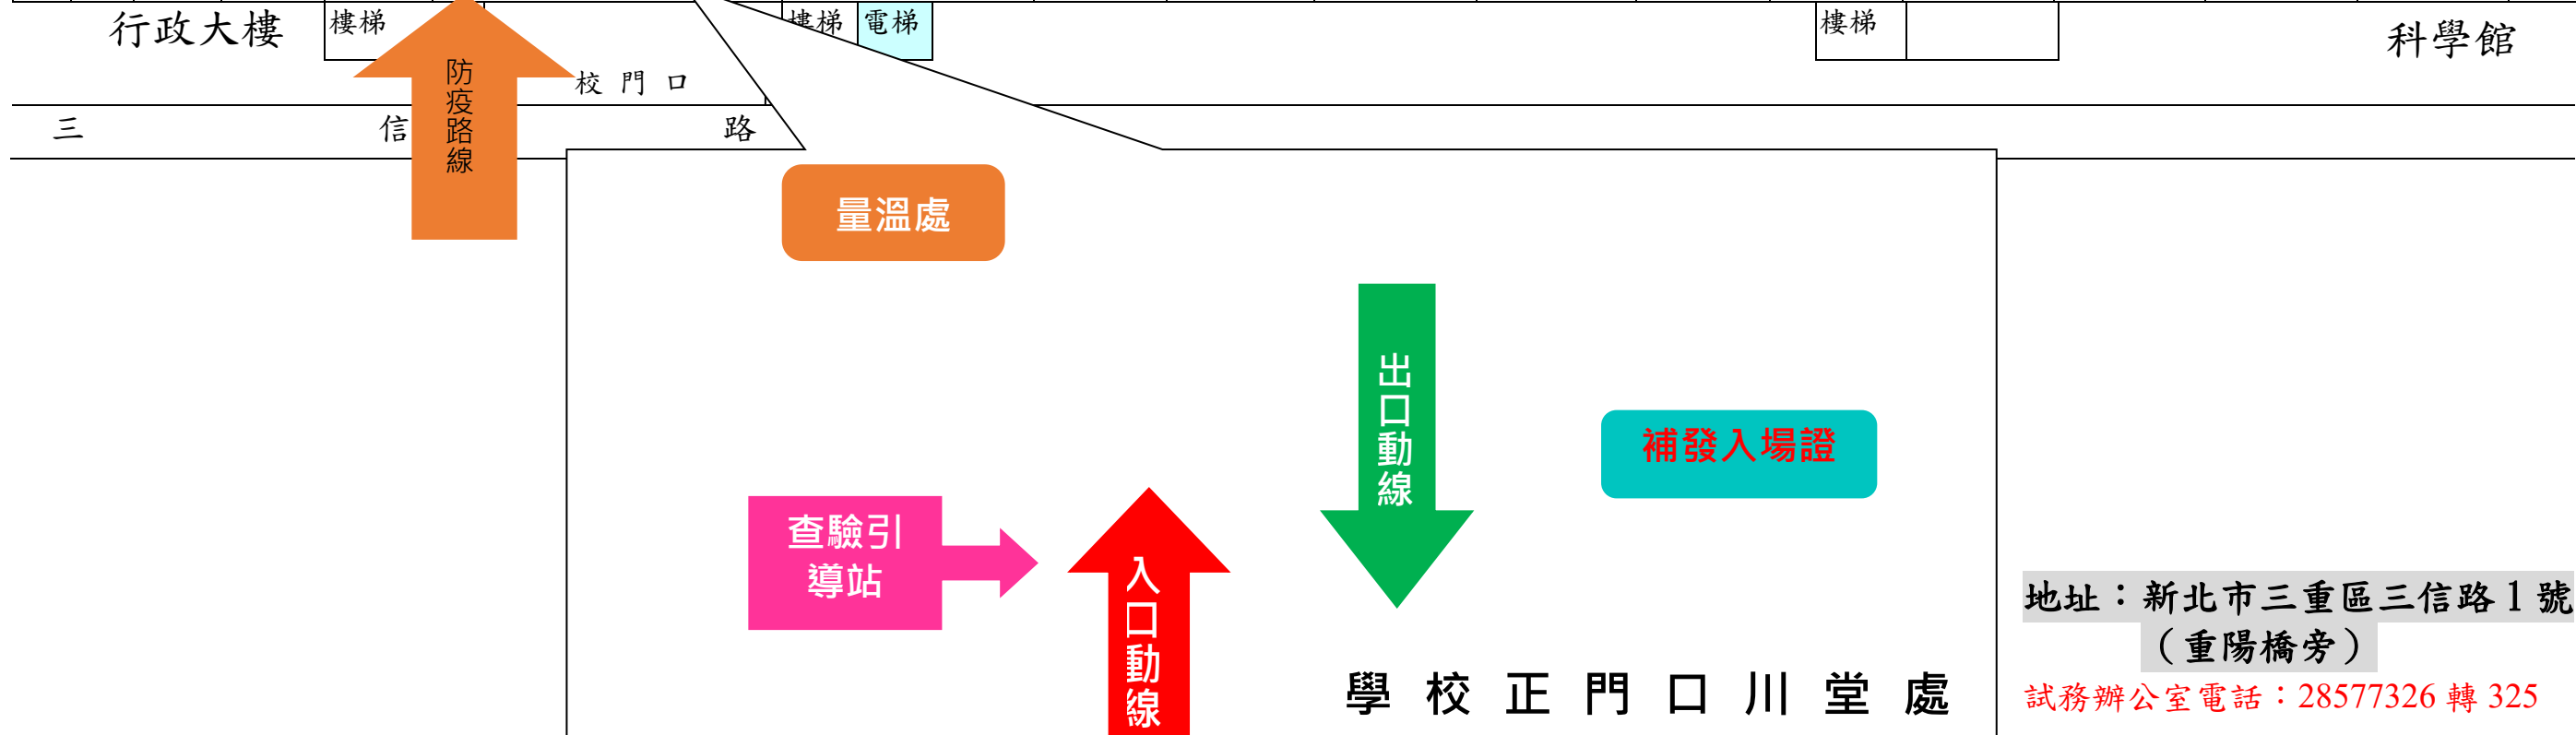 行政大樓
樓梯
樓梯
電梯
樓梯
科學館
防疫路線
校門口
三信路
量溫處
出口動線
補發入場證
查驗引
導站
入口動線
學校正門口川堂處
地址：新北市三重區三信路1號
（重陽橋旁）
試務辦公室電話：28577326 轉 325